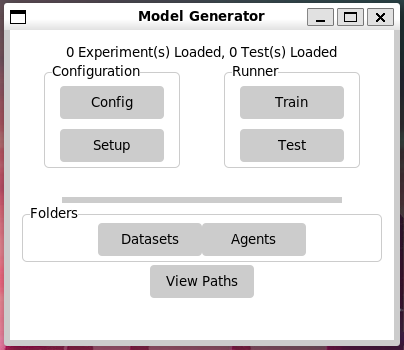 Model Generator
0 Experiment(s) Loaded, 0 Test(s) Loaded
Configuration
Config
Setup
Runner
Train
Test
Folders
Datasets
Agents
View Paths